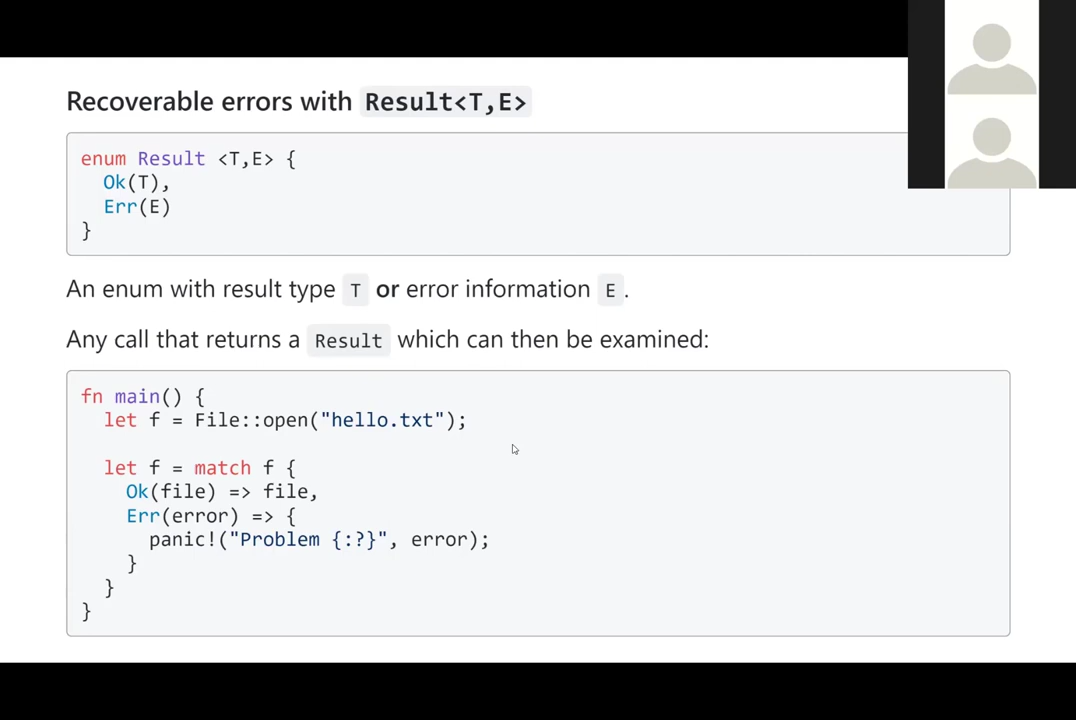 Recoverable errors with Result<T,E>
enum Result <T,E> {
  Ok(T),
  Err(E)
}
An enum with result type T or error information E.
Any call that returns a Result which can then be examined:
fn main() {
  let f = File::open("hello.txt");
  let f = match f {
    Ok(file) => file,
    Err(error) => {
      panic!("Problem {:?}", error);
    }
  }
}